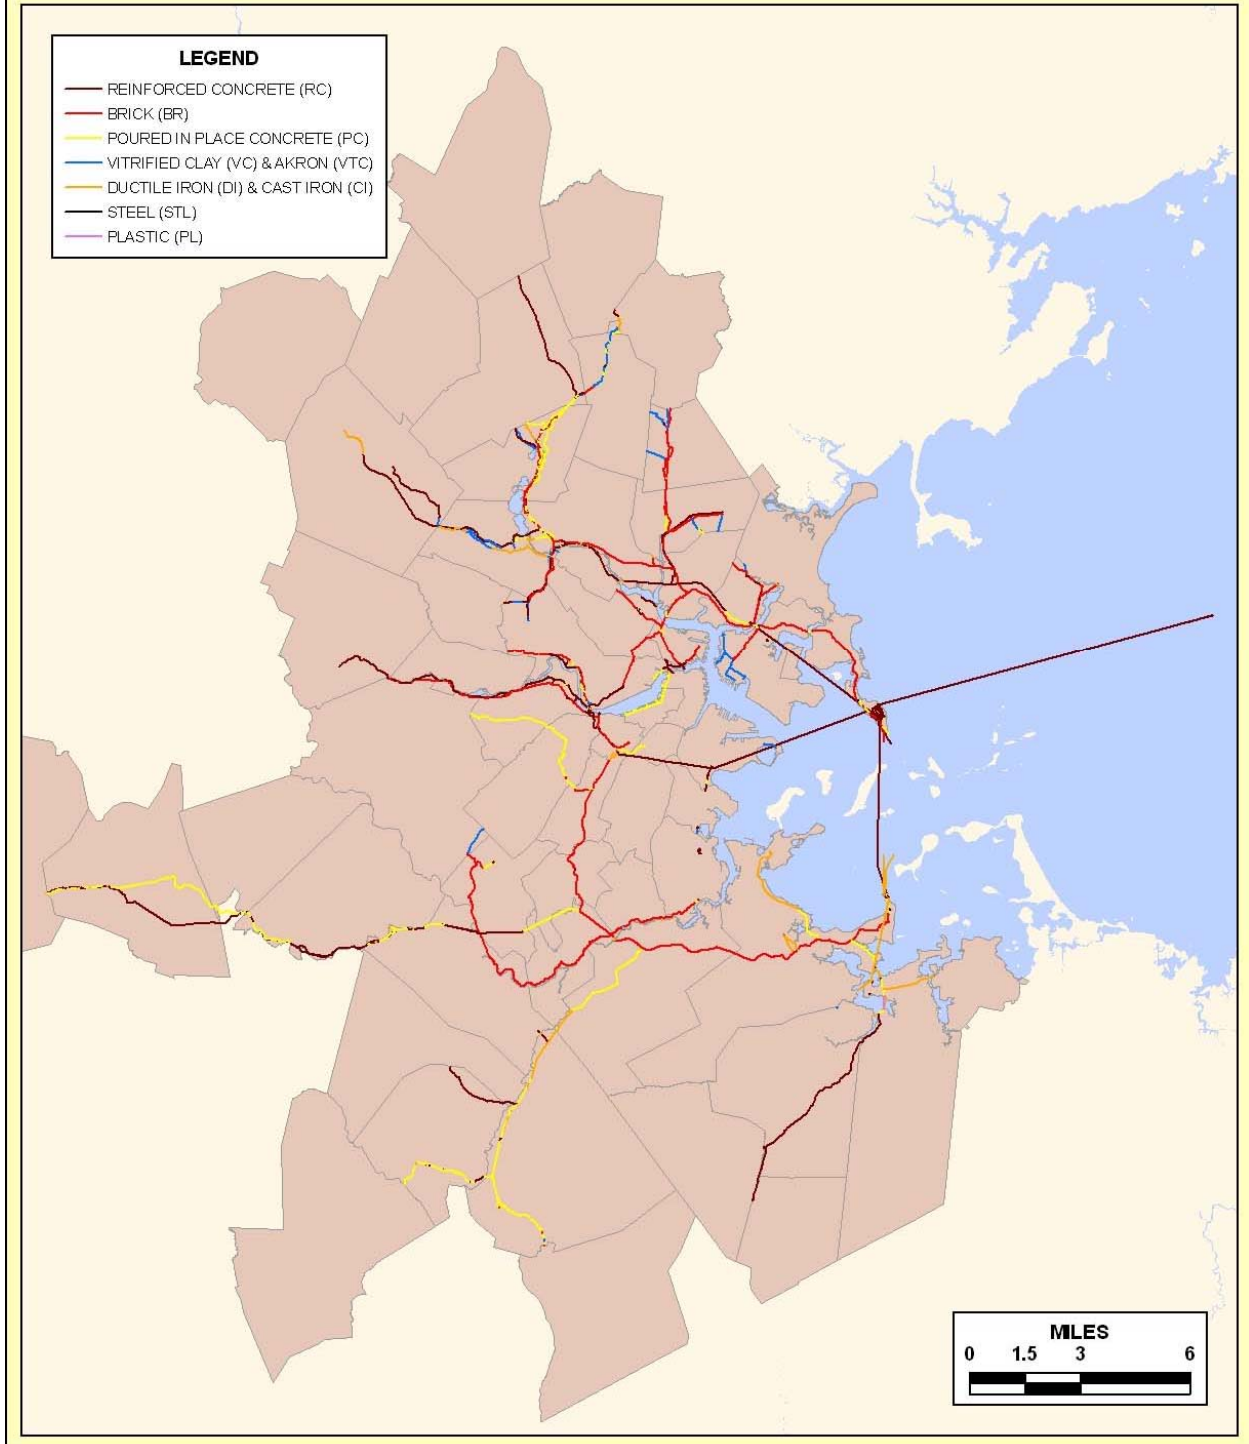 LEGEND
REINFORCED CONCRETE (RC)
BRICK (BR)
POURED IN PLACE CONCRETE (PC)
VITRIFIED CLAY (VC) & AKRON (VTC)
DUCTILE IRON (DI) & CAST IRON (CI)
STEEL (STL)
PLASTIC (PL)
MILES
0 1.5 3 6